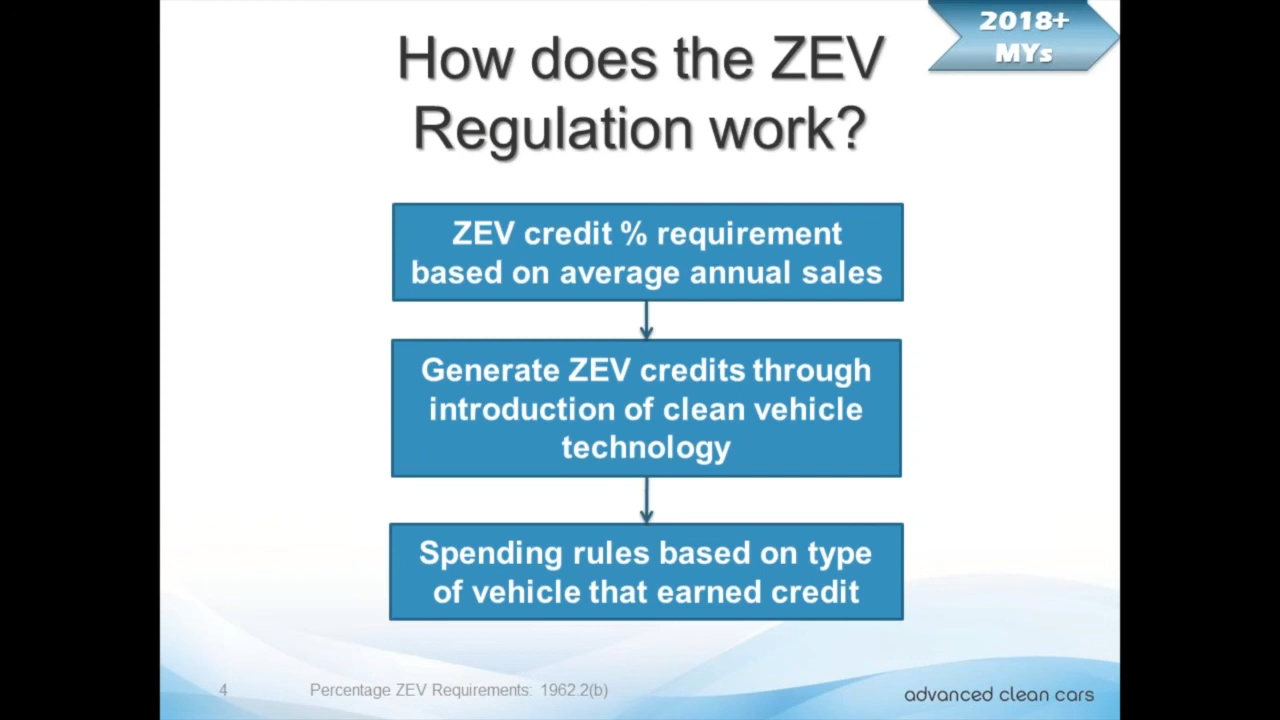 2018+
MYs
How does the ZEV
Regulation work?
ZEV credit % requirement
based on average annual sales
Generate ZEV credits through
introduction of clean vehicle
technology
Spending rules based on type
of vehicle that earned credit
4
Percentage ZEV Requirements: 1962.2(b)
advanced clean cars